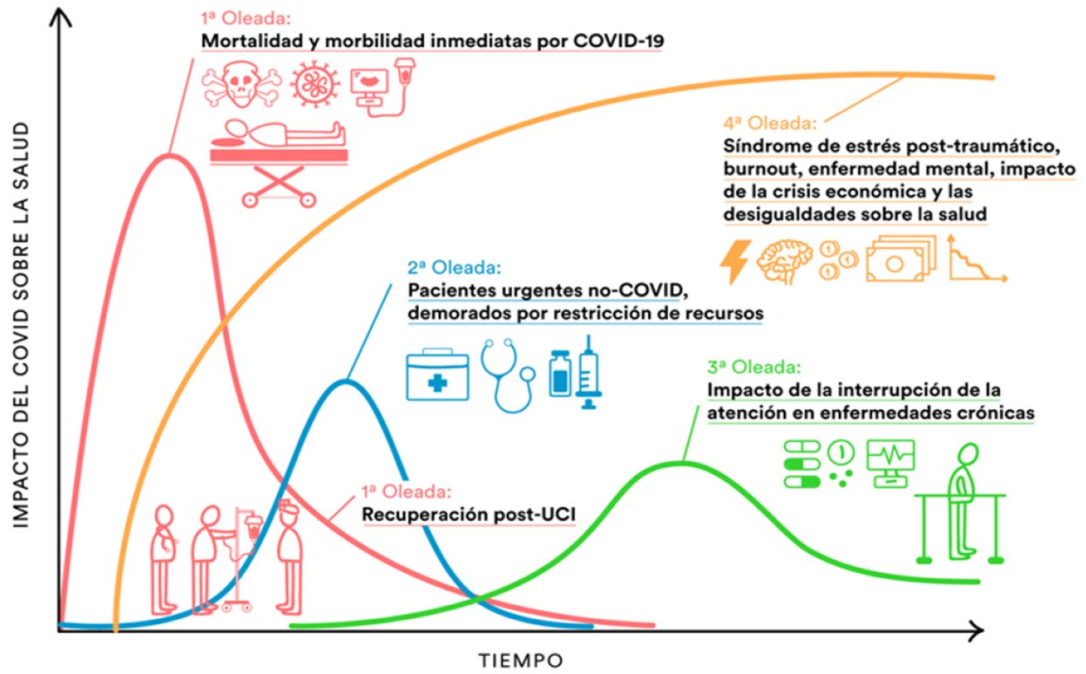 1ª Oleada:
Mortalidad y morbilidad inmediatas por COVID-19
IMPACTO DEL COVID SOBRE LA SALUD
4ª Oleada:
Síndrome de estrés post-traumático,
burnout, enfermedad mental, impacto
de la crisis económica y las
desigualdades sobre la salud
2ª Oleada:
Pacientes urgentes no-COVID,
demorados por restricción de recursos
3ª Oleada:
Impacto de la interrupción de la
atención en enfermedades crónicas
1ª Oleada:
Recuperación post-UCI
TIEMPO